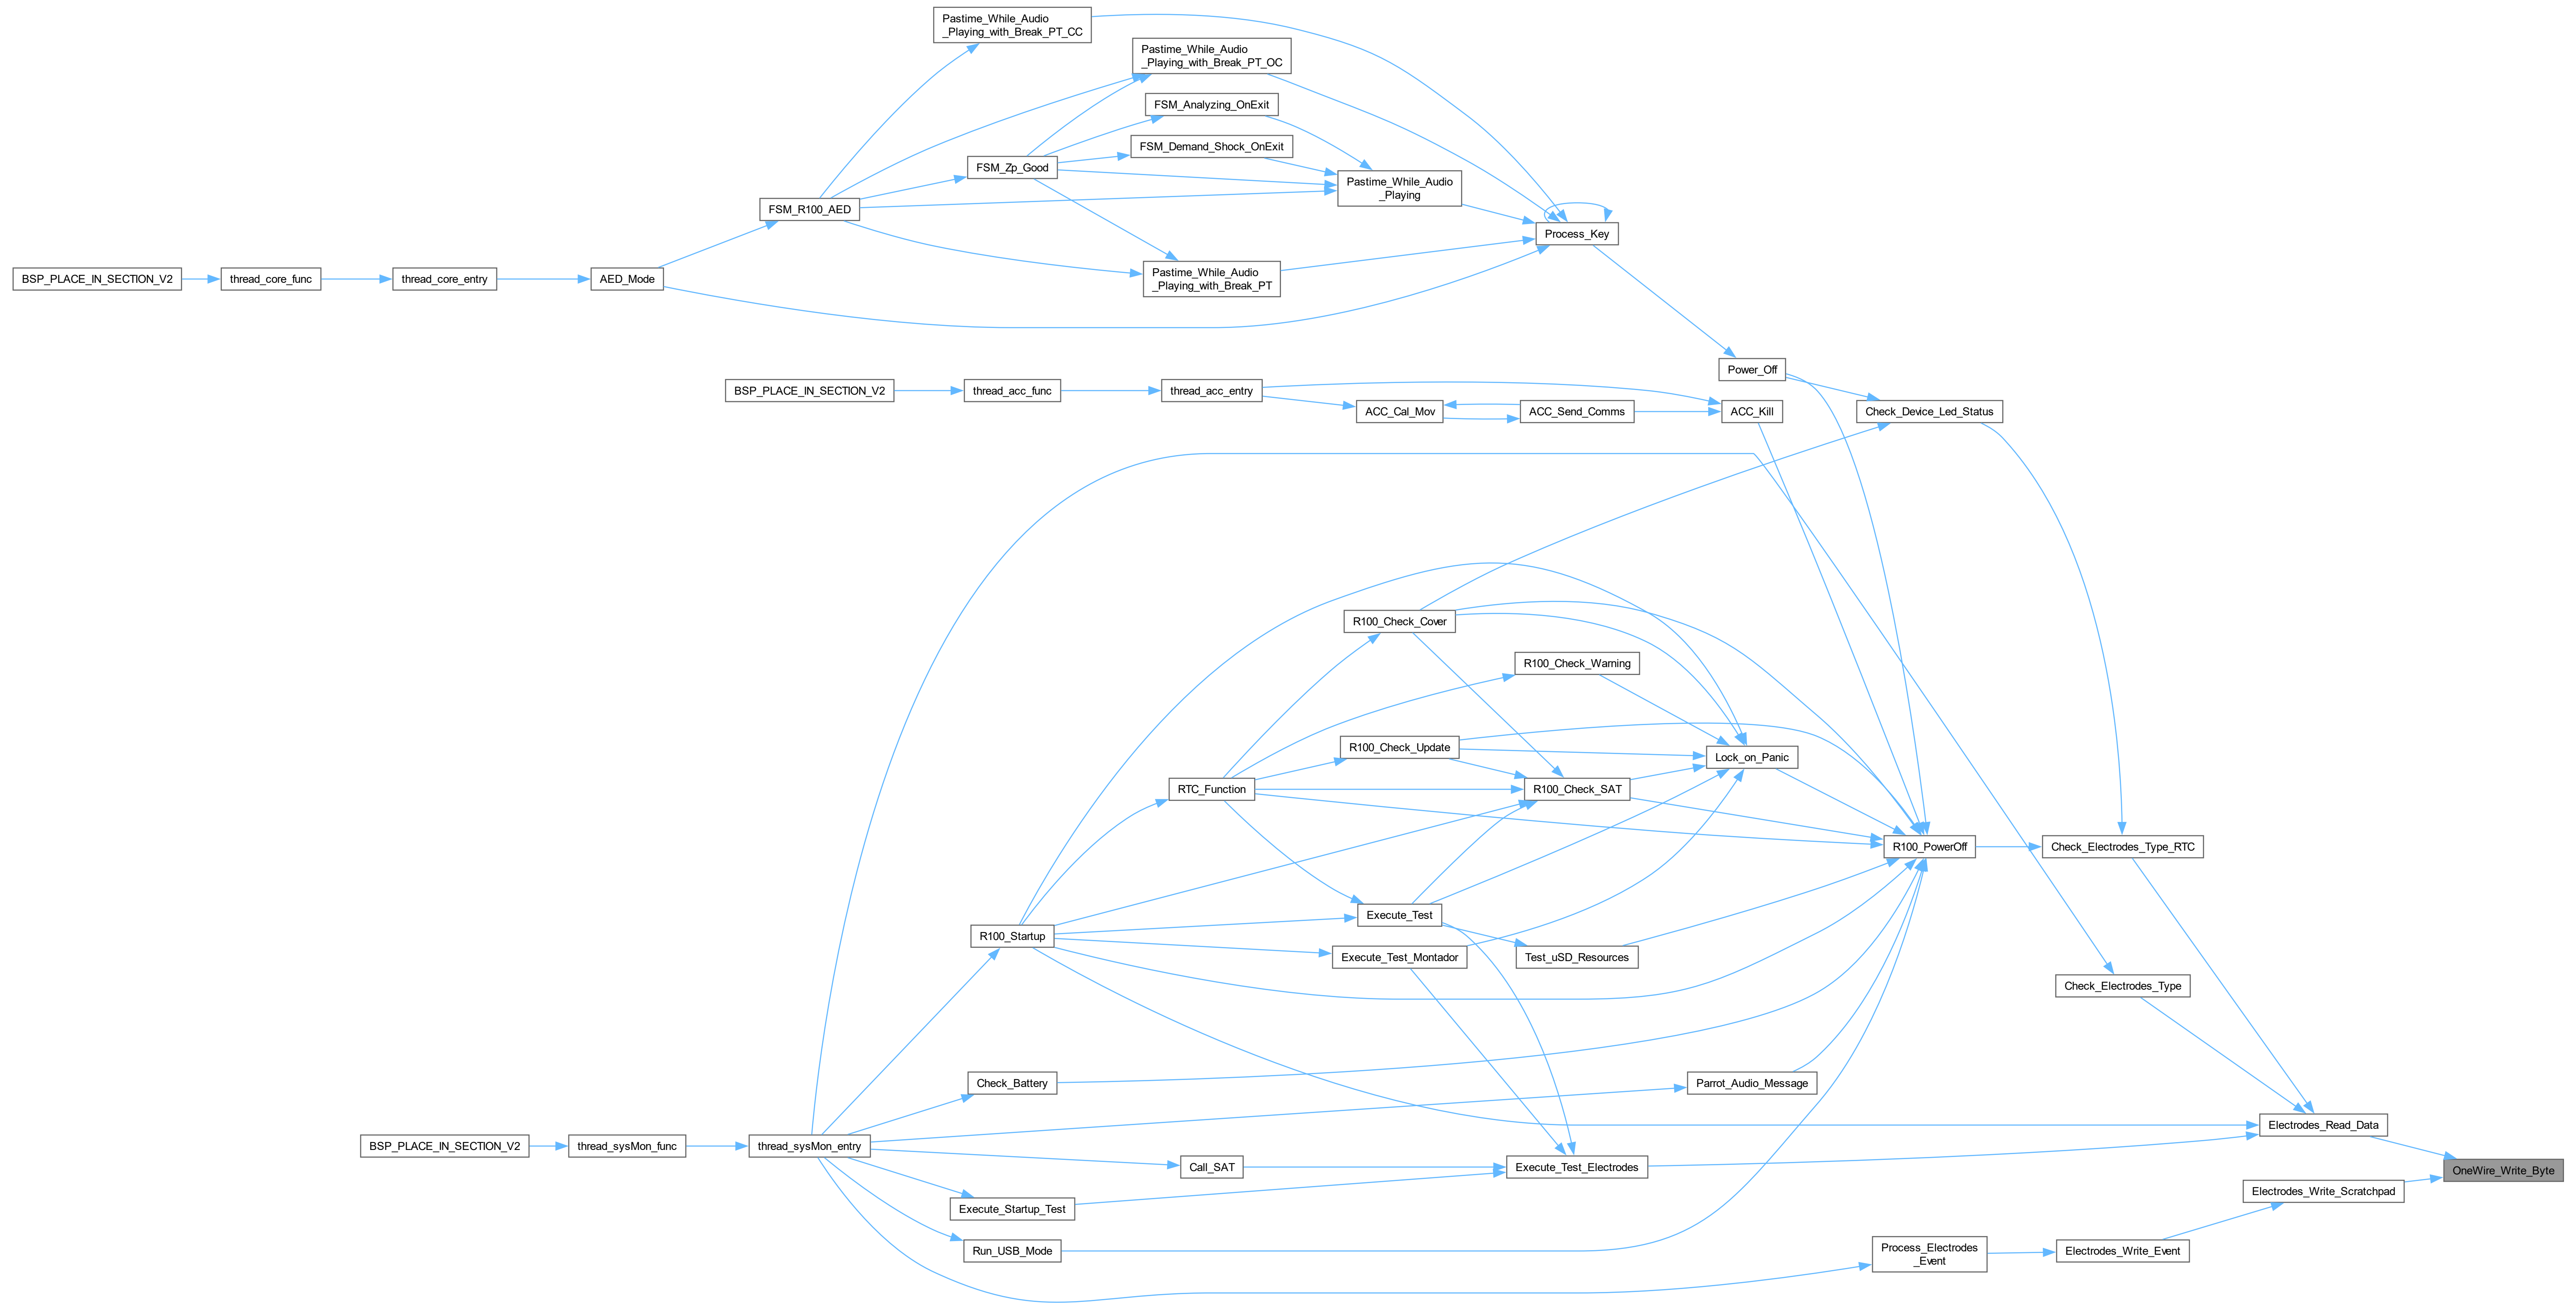 Pastime_While_Audio
_Playing_with_Break_PT_CC
Pastime_While_Audio
_Playing_with_Break_PT_OC
FSM_Analyzing_OnExit
FSM_Demand_Shock_OnExit
FSM_Zp_Good
Pastime_While_Audio
_Playing
FSM_R100_AED
Process_Key
BSP_PLACE_IN_SECTION_V2
thread_core_func
thread_core_entry
AED_Mode
Pastime_While_Audio
_Playing_with_Break_PT
Power_Off
BSP_PLACE_IN_SECTION_V2
thread_acc_func
thread_acc_entry
ACC_Cal_Mov
ACC_Send_Comms
ACC_Kill
Check_Device_Led_Status
R100_Check_Cover
R100_Check_Warning
R100_Check_Update
Lock_on_Panic
RTC_Function
R100_Check_SAT
R100_PowerOff
Check_Electrodes_Type_RTC
Execute_Test
R100_Startup
Execute_Test_Montador
Test_uSD_Resources
Check_Electrodes_Type
Check_Battery
Parrot_Audio_Message
Electrodes_Read_Data
BSP_PLACE_IN_SECTION_V2
thread_sysMon_func
thread_sysMon_entry
Call_SAT
Execute_Test_Electrodes
OneWire_Write_Byte
Electrodes_Write_Scratchpad
Execute_Startup_Test
Run_USB_Mode
Process_Electrodes
_Event
Electrodes_Write_Event